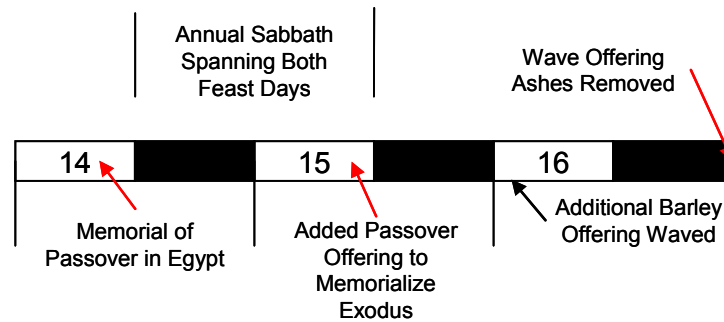 Annual Sabbath
Spanning Both
Feast Days
Wave Offering
Ashes Removed
14
15
16
Memorial of
Passover in Egypt
Added Passover
Offering to
Memorialize
Exodus
Additional Barley
Offering Waved